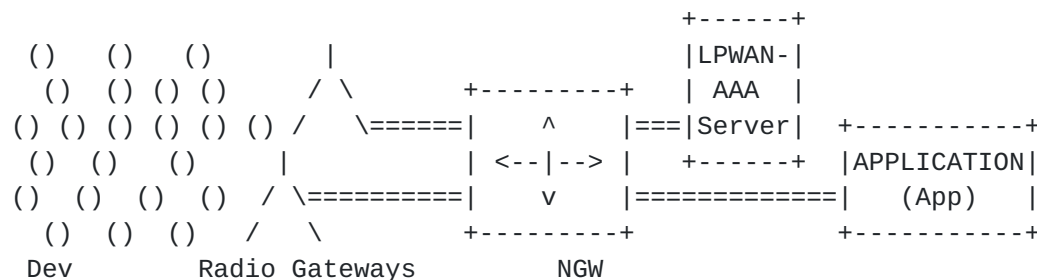 +------+
 ()   ()   ()       |                      |LPWAN-|
  ()  () () ()     / \       +---------+   | AAA  |
() () () () () () /   \======|    ^    |===|Server|  +-----------+
 ()  ()   ()     |           | <--|--> |   +------+  |APPLICATION|
()  ()  ()  ()  / \==========|    v    |=============|   (App)   |
  ()  ()  ()   /   \         +---------+             +-----------+
 Dev        Radio Gateways         NGW